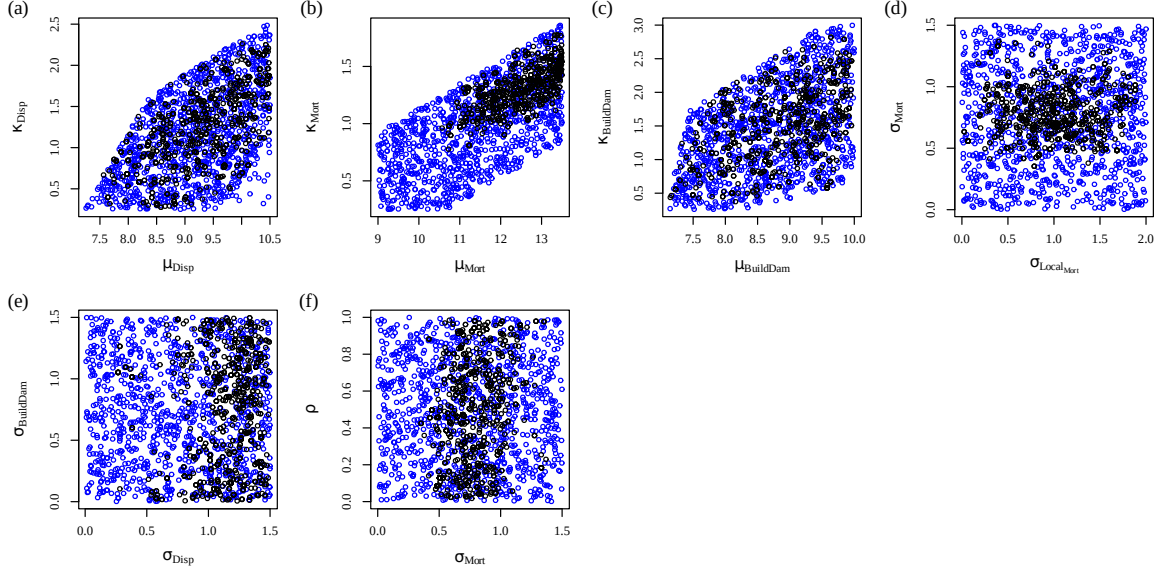 (a)
(b)
(c)
(d)
κDisp
0.5 1.0 1.5 2.0 2.5
7.5 8.0 8.5 9.0 9.5 10.5
μDisp
κMort
0.5 1.0 1.5
9 10 11 12 13
μMort
κBuildDam
0.5 1.0 1.5 2.0 2.5 3.0
7.5 8.0 8.5 9.0 9.5 10.0
μBuildDam
σMort
0.0 0.5 1.0 1.5
0.0 0.5 1.0 1.5 2.0
σLocalMort
(e)
(f)
σBuildDam
0.0 0.5 1.0 1.5
0.0 0.5 1.0 1.5
σDisp
ρ
0.0 0.2 0.4 0.6 0.8 1.0
0.0 0.5 1.0 1.5
σMort